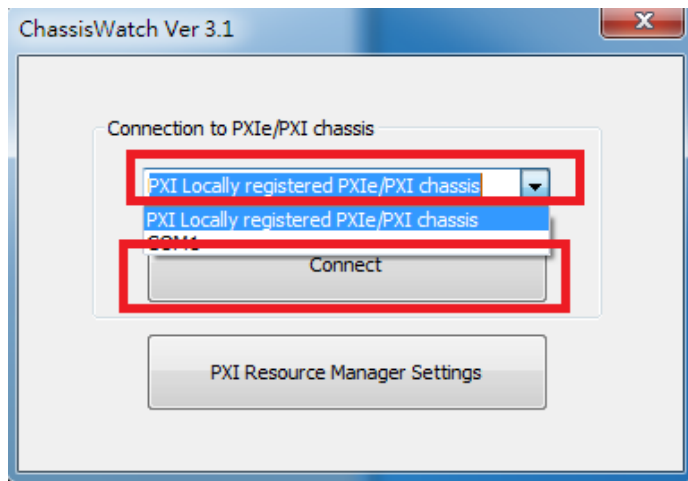 ChassisWatch Ver 3.1
Connection to PXIe/PXI chassis
PXI Locally registered PXIe/PXI chassis
PXI Locally registered PXIe/PXI chassis
COM1
Connect
PXI Resource Manager Settings